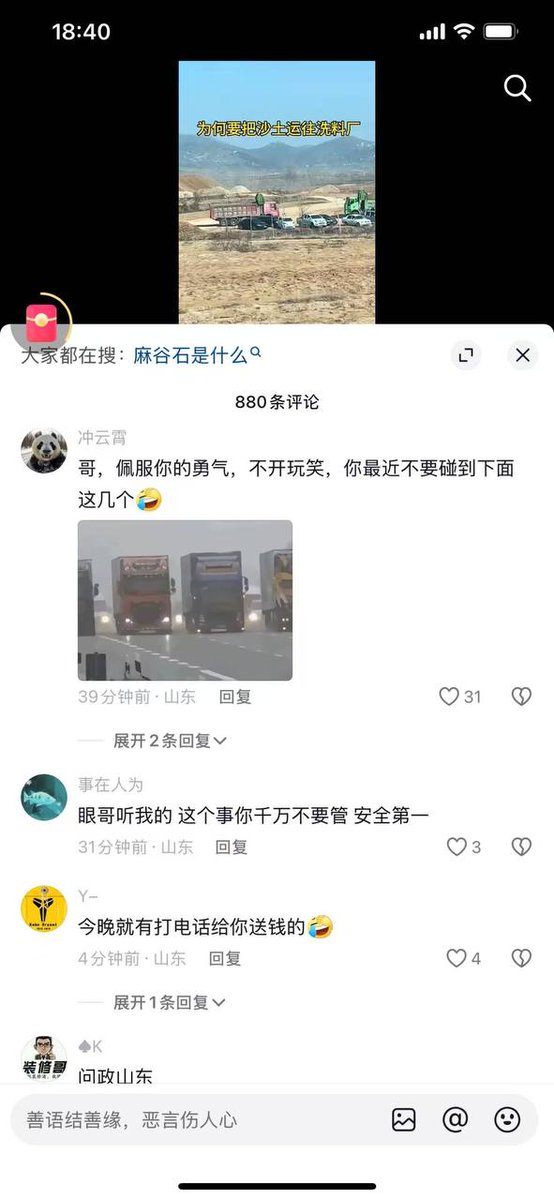 18:40
为何要把沙土运往洗料厂
大家都在搜：麻谷石是什么
880条评论
冲云霄
哥，佩服你的勇气，不开玩笑，你最近不要碰到下面
这几个🤣
39分钟前·山东 回复 31
展开2条回复
事在人为
眼哥听我的 这个事你千万不要管 安全第一
31分钟前·山东 回复 3
Y–
今晚就有打电话给你送钱的🤣
4分钟前·山东 回复 4
展开1条回复
♠K
装修哥
问政山东
善语结善缘，恶言伤人心